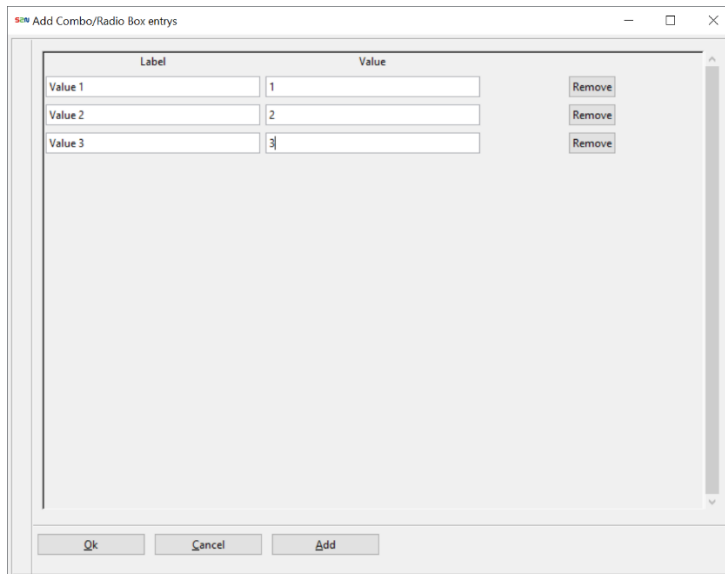 SEN Add Combo/Radio Box entrys
Label Value
Value 1 1 Remove
Value 2 2 Remove
Value 3 3 Remove
Ok Cancel Add